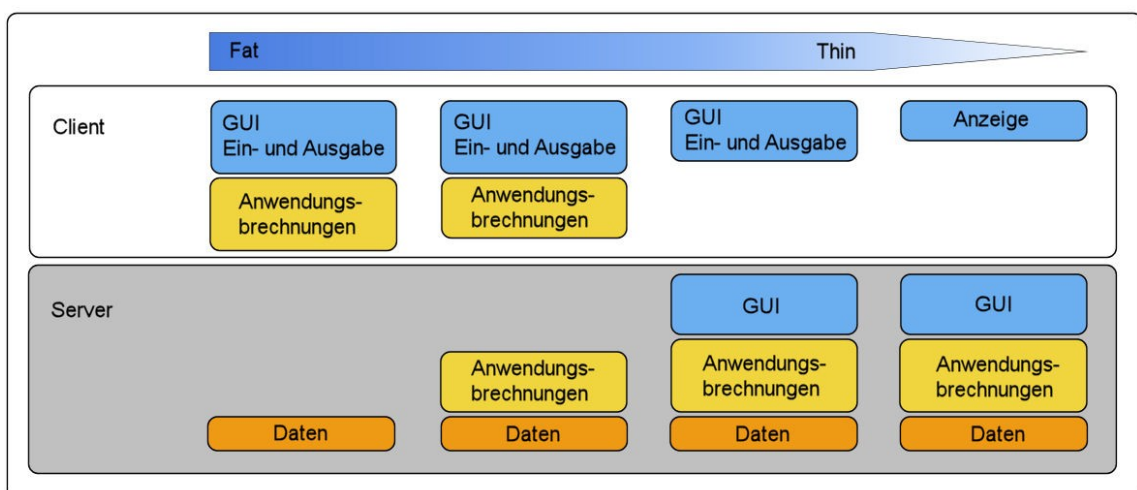 Fat
Thin
Client
GUI
Ein- und Ausgabe
GUI
Ein- und Ausgabe
GUI
Ein- und Ausgabe
Anzeige
Anwendungs-
brechnungen
Anwendungs-
brechnungen
Server
GUI
GUI
Anwendungs-
brechnungen
Anwendungs-
brechnungen
Anwendungs-
brechnungen
Daten
Daten
Daten
Daten